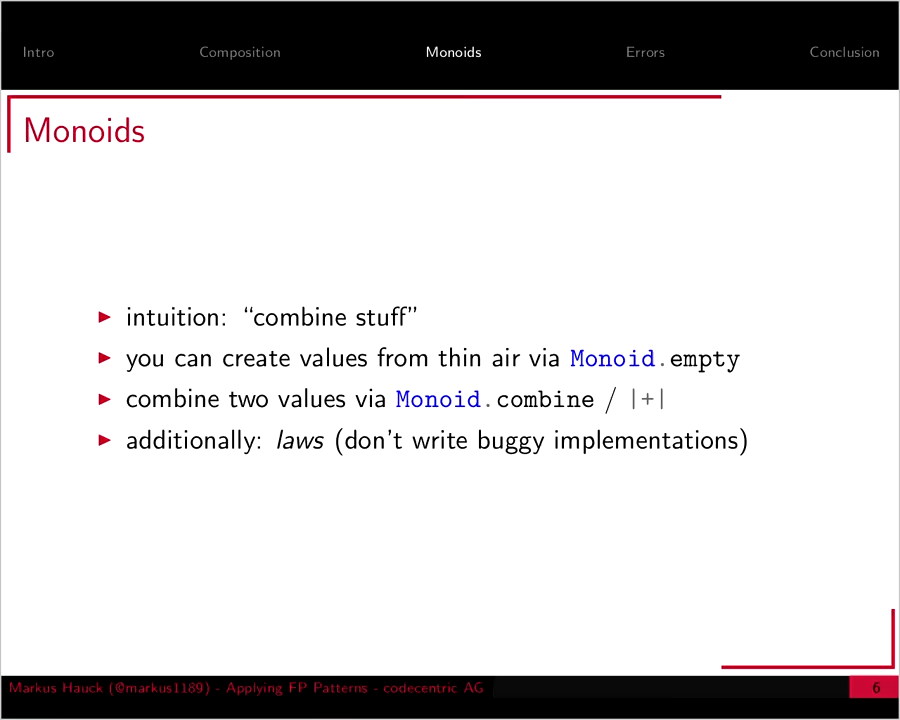 Intro Composition Monoids Errors Conclusion
Monoids
intuition: “combine stuff”
you can create values from thin air via Monoid.empty
combine two values via Monoid.combine / |+|
additionally: laws (don't write buggy implementations)
Markus Hauck (@markus1189) - Applying FP Patterns - codecentric AG 6